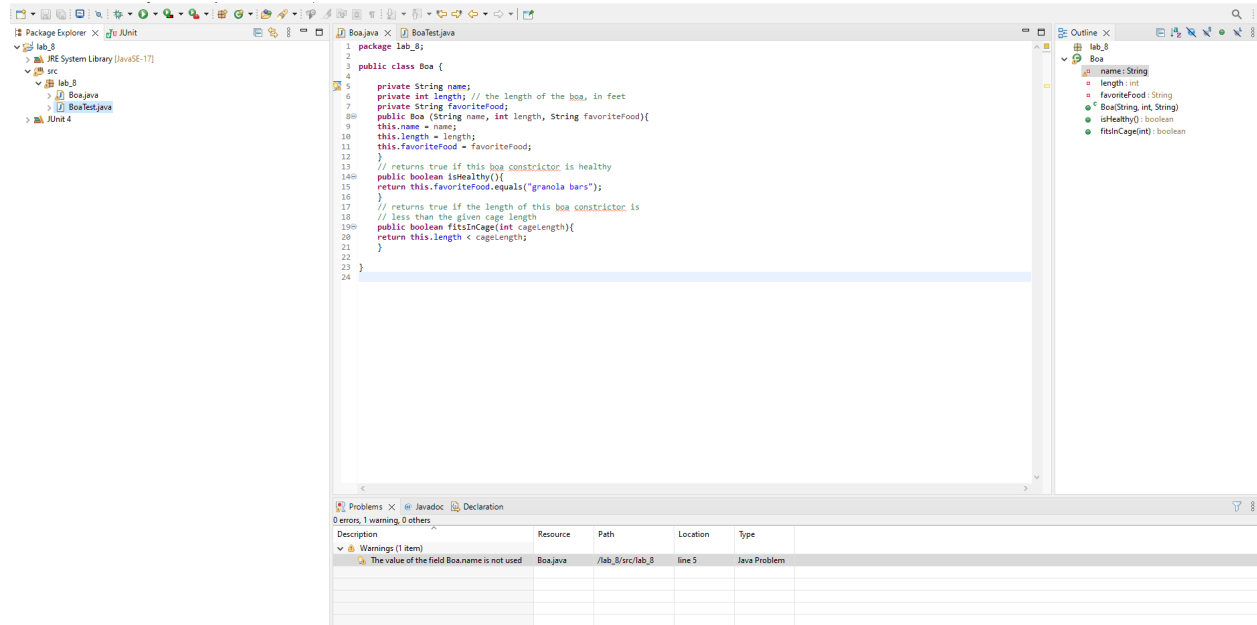 Package Explorer
JUnit
lab_8
JRE System Library [JavaSE-17]
src
lab_8
Boa.java
BoaTest.java
JUnit 4
Boa.java
BoaTest.java
1 package lab_8;
2
3 public class Boa {
4
5 private String name;
6 private int length; // the length of the boa, in feet
7 private String favoriteFood;
8 public Boa (String name, int length, String favoriteFood){
9 this.name = name;
10 this.length = length;
11 this.favoriteFood = favoriteFood;
12 }
13 // returns true if this boa constrictor is healthy
14 public boolean isHealthy(){
15 return this.favoriteFood.equals("granola bars");
16 }
17 // returns true if the length of this boa constrictor is
18 // less than the given cage length
19 public boolean fitsInCage(int cageLength){
20 return this.length < cageLength;
21 }
22
23 }
24
Outline
lab_8
Boa
name : String
length : int
favoriteFood : String
Boa(String, int, String)
isHealthy() : boolean
fitsInCage(int) : boolean
Problems
Javadoc
Declaration
0 errors, 1 warning, 0 others
Description Resource Path Location Type
Warnings (1 item)
The value of the field Boa.name is not used Boa.java /lab_8/src/lab_8 line 5 Java Problem